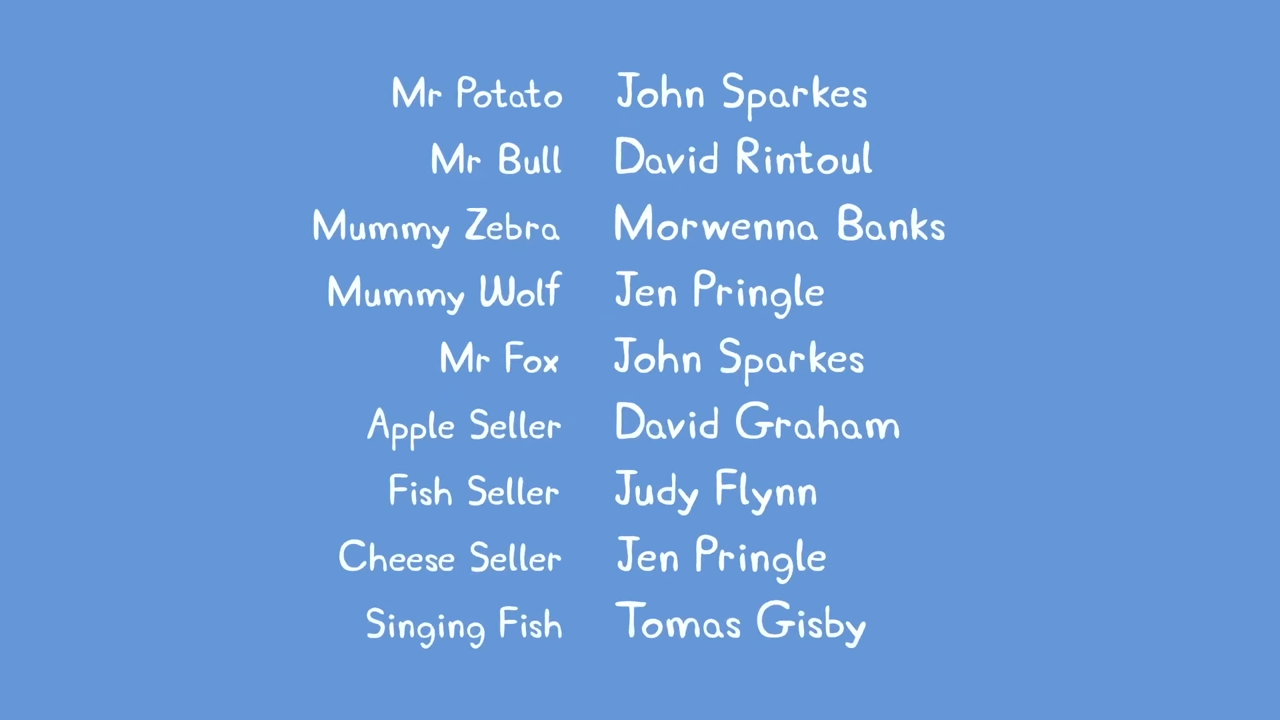 Mr Potato John Sparkes
Mr Bull David Rintoul
Mummy Zebra Morwenna Banks
Mummy Wolf Jen Pringle
Mr Fox John Sparkes
Apple Seller David Graham
Fish Seller Judy Flynn
Cheese Seller Jen Pringle
Singing Fish Tomas Gisby